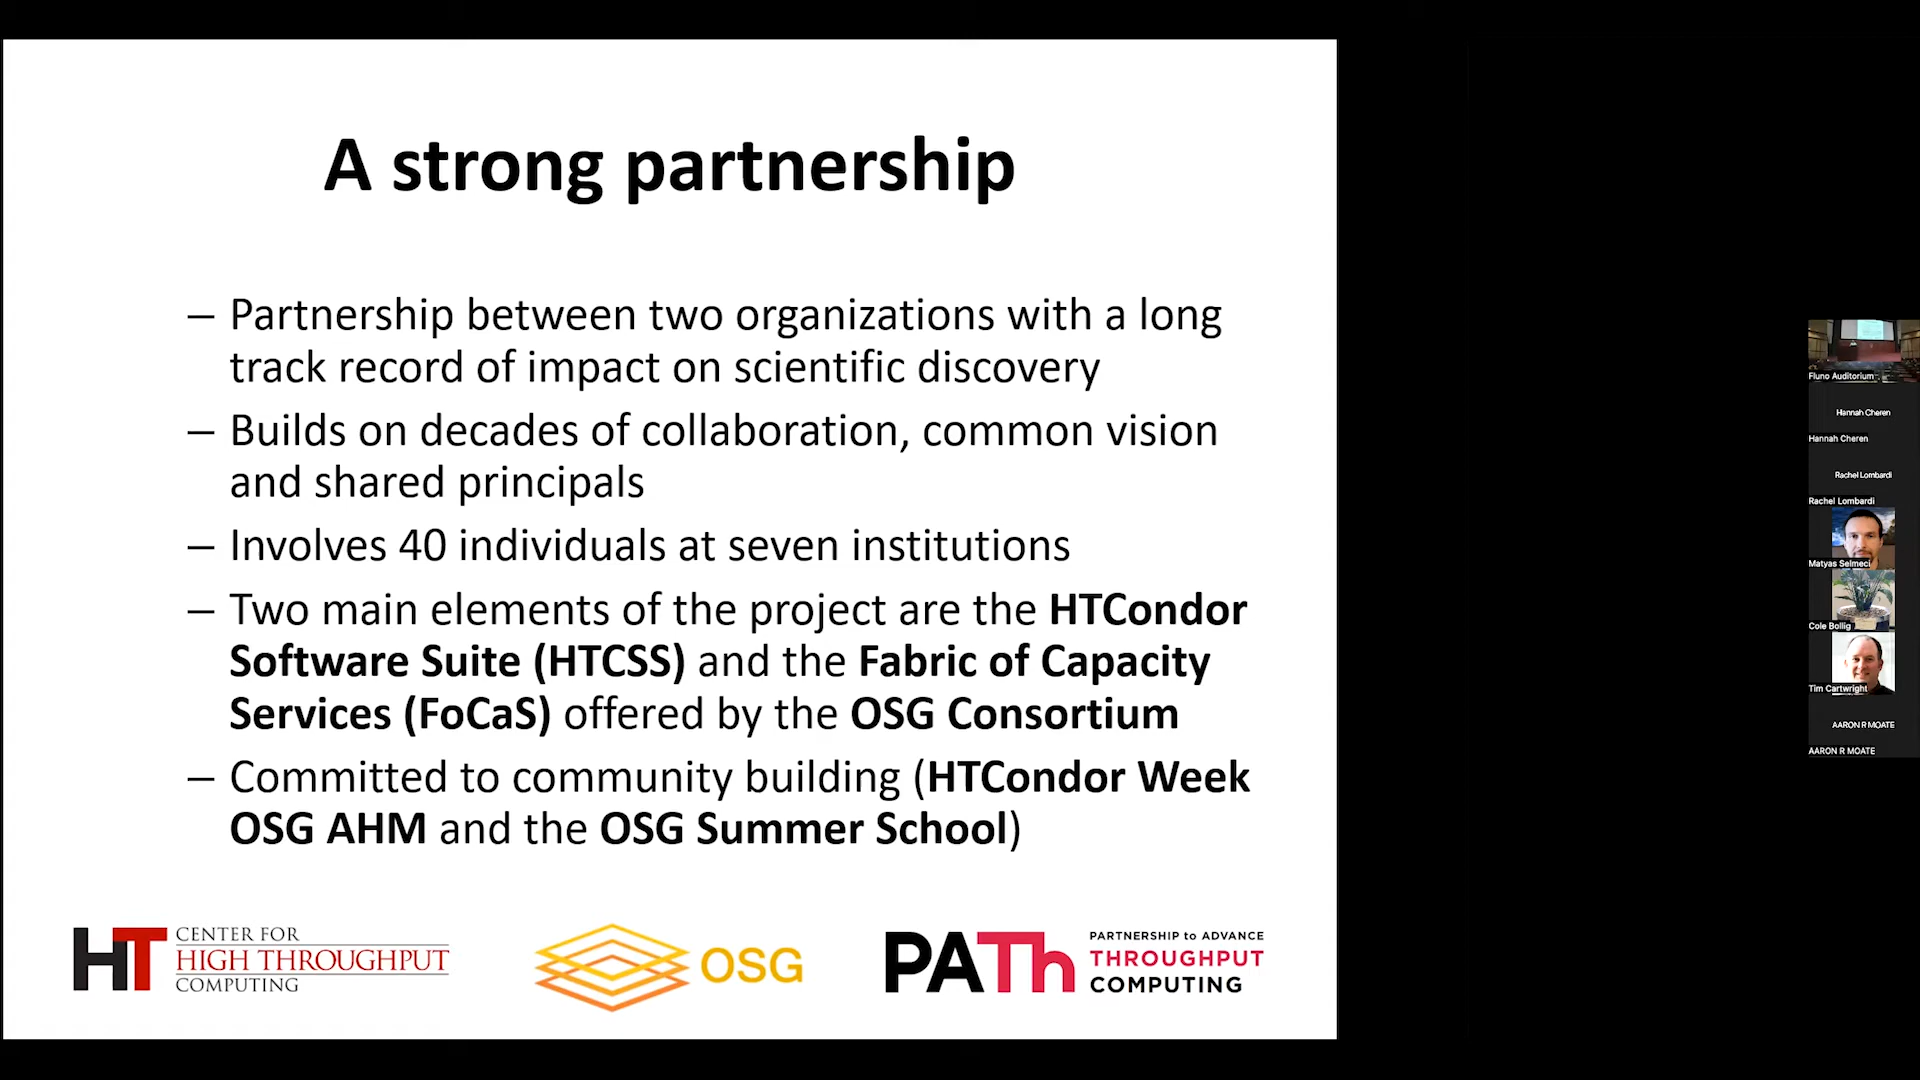 A strong partnership
– Partnership between two organizations with a long
track record of impact on scientific discovery
– Builds on decades of collaboration, common vision
and shared principals
– Involves 40 individuals at seven institutions
– Two main elements of the project are the HTCondor
Software Suite (HTCSS) and the Fabric of Capacity
Services (FoCaS) offered by the OSG Consortium
– Committed to community building (HTCondor Week
OSG AHM and the OSG Summer School)
HT
CENTER FOR
HIGH THROUGHPUT
COMPUTING
OSG
PATh
PARTNERSHIP to ADVANCE
THROUGHPUT
COMPUTING
Fluno Auditorium
Hannah Cheren
Hannah Cheren
Rachel Lombardi
Rachel Lombardi
Matyas Selmeci
Cole Bollig
Tim Cartwright
AARON R MOATE
AARON R MOATE